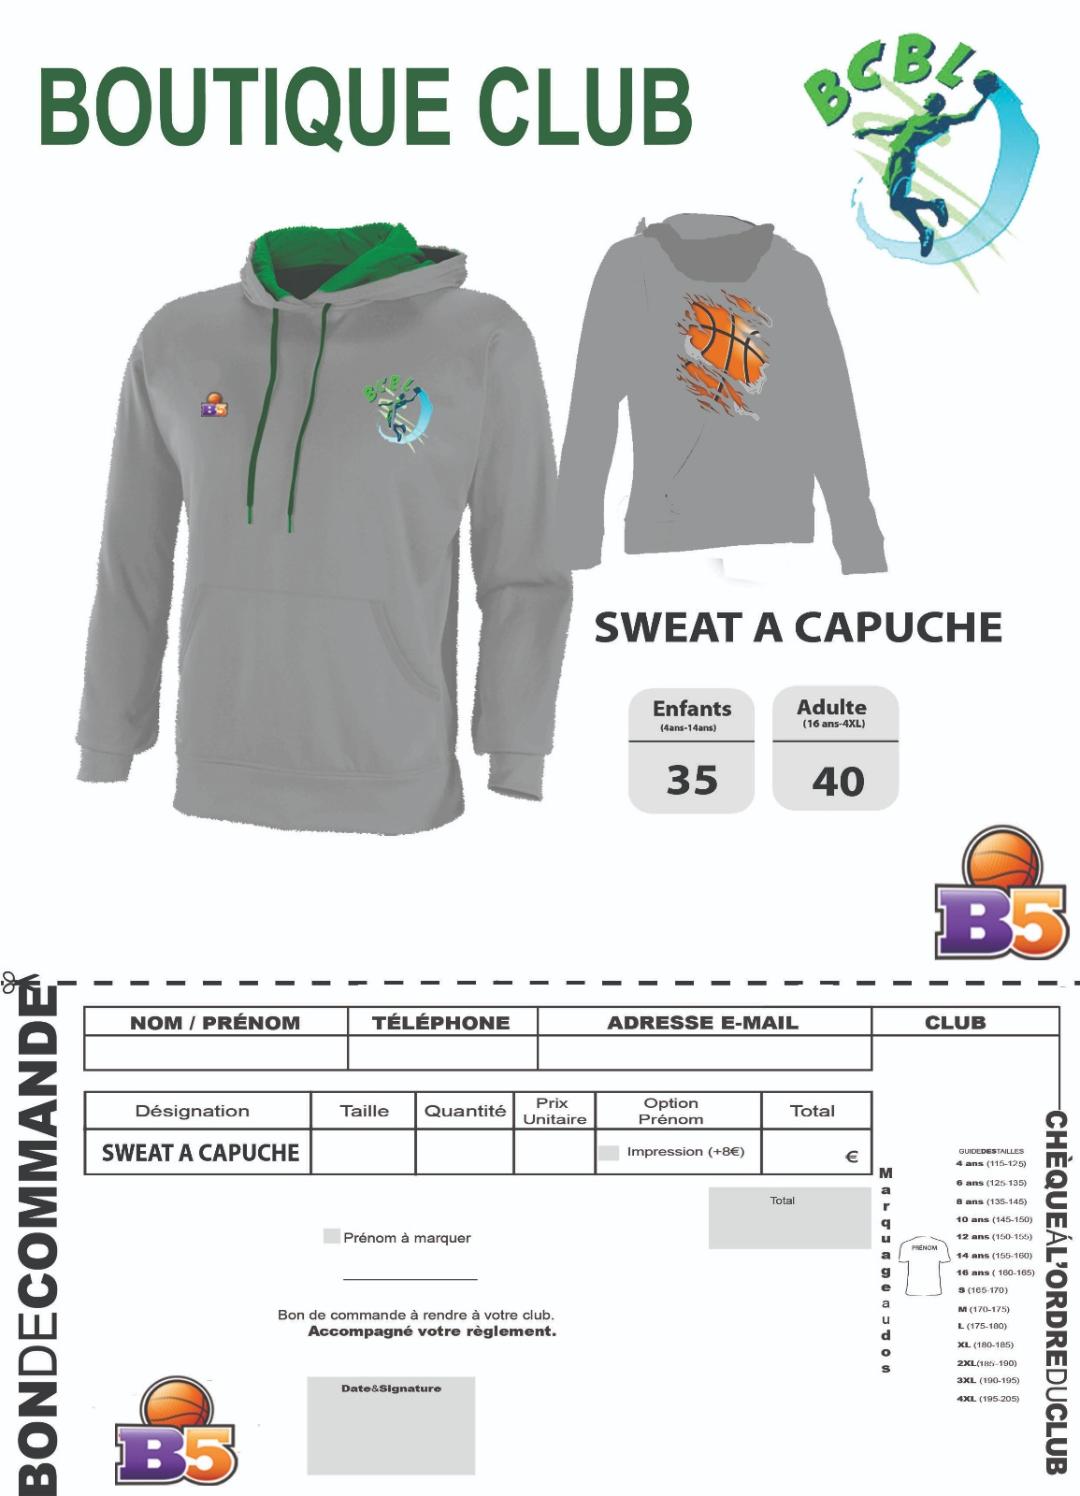 BOUTIQUE CLUB
BCBL
B5
BCBL
SWEAT A CAPUCHE
Enfants
(4ans-14ans)
35
Adulte
(16 ans-4XL)
40
B5
BONDECOMMANDE
NOM / PRÉNOM
TÉLÉPHONE
ADRESSE E-MAIL
CLUB
Désignation
Taille
Quantité
Prix
Unitaire
Option
Prénom
Total
SWEAT A CAPUCHE
Impression (+8€)
€
Total
Prénom à marquer
Bon de commande à rendre à votre club.
Accompagné votre règlement.
Date&Signature
B5
Marquage au dos
PRÉNOM
GUIDEDESTAILLES
4 ans (115-125)
6 ans (125-135)
8 ans (135-145)
10 ans (145-150)
12 ans (150-155)
14 ans (155-160)
16 ans ( 160-165)
S (165-170)
M (170-175)
L (175-180)
XL (180-185)
2XL(185-190)
3XL (190-195)
4XL (195-205)
CHÈQUEÁL'ORDREDUCLUB